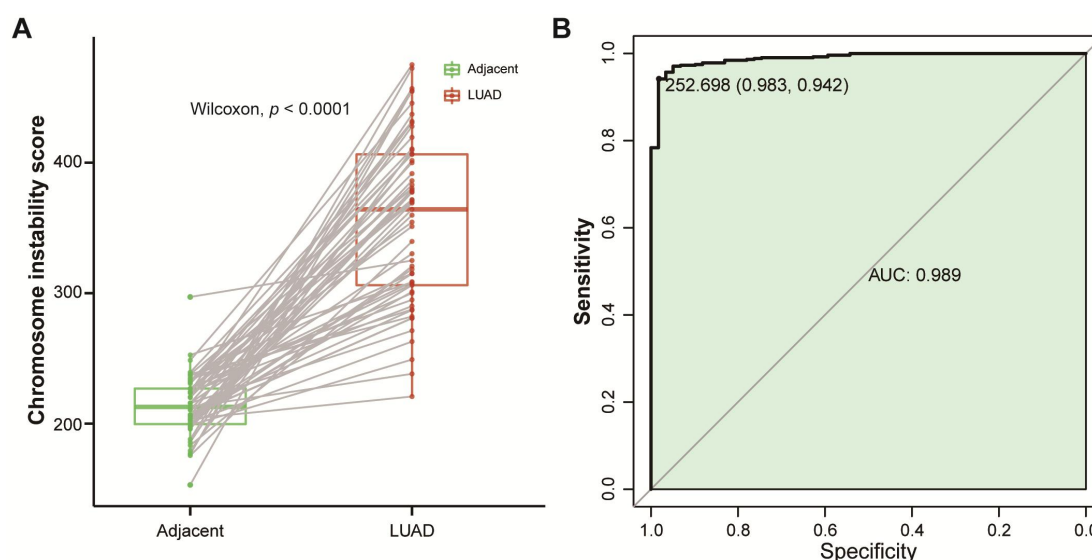 A
Chromosome instability score
400
300
200
Wilcoxon, p < 0.0001
Adjacent
LUAD
Adjacent
LUAD
B
Sensitivity
1.0
0.8
0.6
0.4
0.2
0.0
252.698 (0.983, 0.942)
AUC: 0.989
1.0 0.8 0.6 0.4 0.2 0.0
Specificity